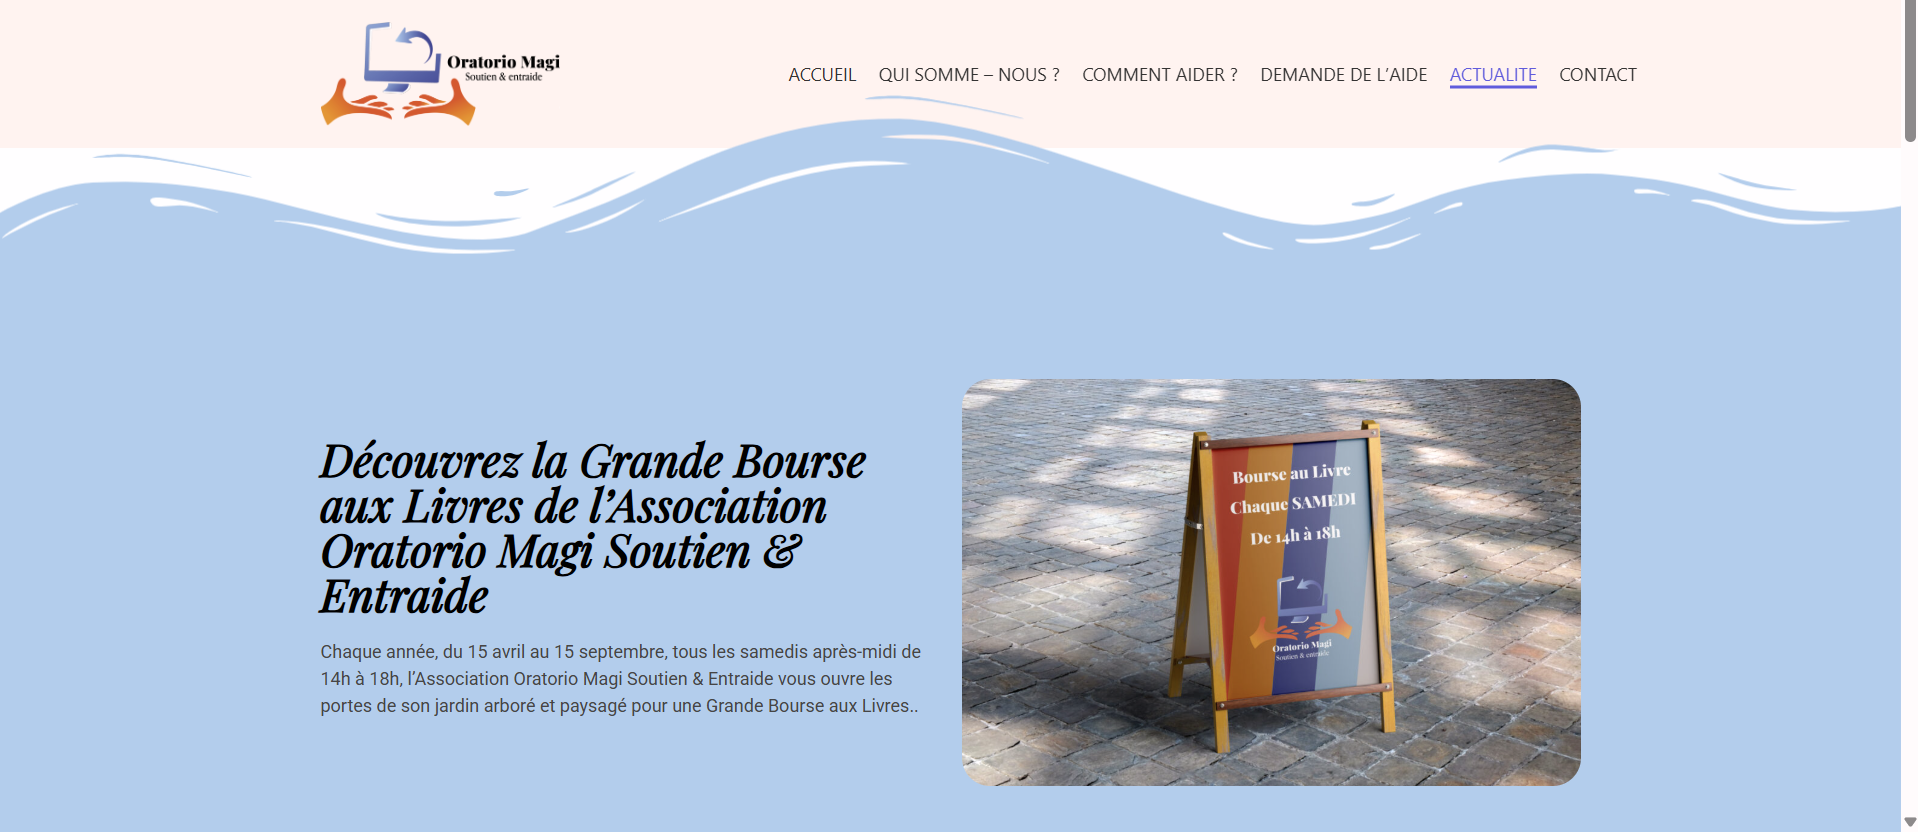 Oratorio Magi
Soutien & entraide
ACCUEIL
QUI SOMME – NOUS ?
COMMENT AIDER ?
DEMANDE DE L’AIDE
ACTUALITE
CONTACT
Découvrez la Grande Bourse
aux Livres de l’Association
Oratorio Magi Soutien &
Entraide
Chaque année, du 15 avril au 15 septembre, tous les samedis après-midi de
14h à 18h, l’Association Oratorio Magi Soutien & Entraide vous ouvre les
portes de son jardin arboré et paysagé pour une Grande Bourse aux Livres..
Bourse au Livre
Chaque SAMEDI
De 14h à 18h
Oratorio Magi
Soutien & entraide